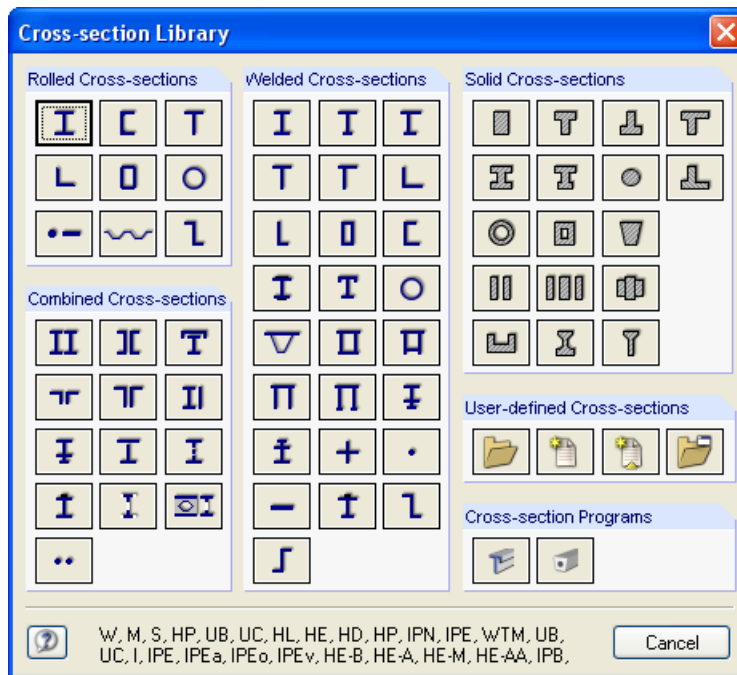 Cross-section Library
Rolled Cross-sections
Welded Cross-sections
Solid Cross-sections
Combined Cross-sections
User-defined Cross-sections
Cross-section Programs
W, M, S, HP, UB, UC, HL, HE, HD, HP, IPN, IPE, WTM, UB,
UC, I, IPE, IPEa, IPEo, IPEv, HE-B, HE-A, HE-M, HE-AA, IPB,
Cancel